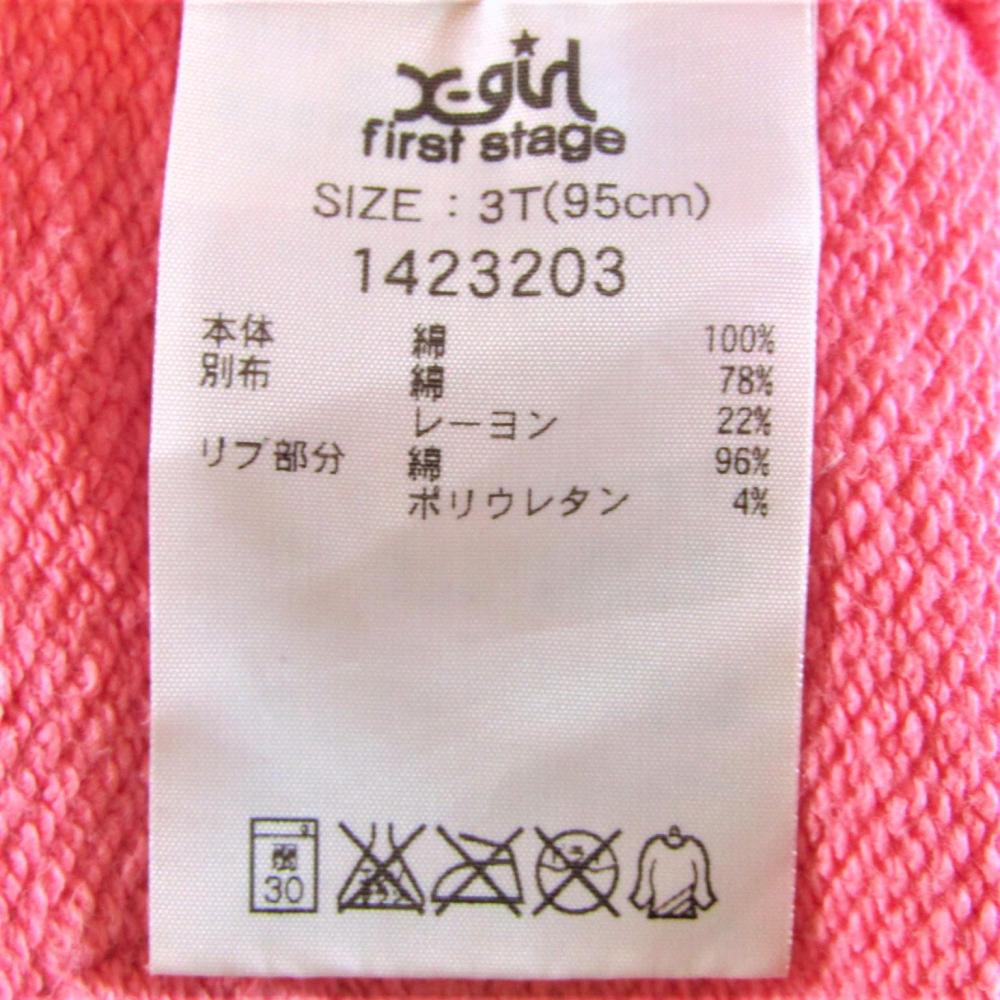 X-girl
first stage
SIZE : 3T(95cm)
1423203
本体 綿 100%
別布 綿 78%
レーヨン 22%
リブ部分 綿 96%
ポリウレタン 4%
弱
30